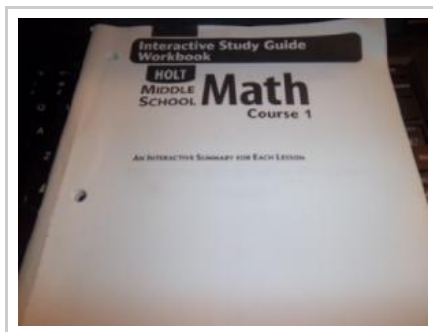 Interactive Study Guide
Workbook
HOLT
MIDDLE
SCHOOL Math
Course 1
AN INTERACTIVE SUMMARY FOR EACH LESSON